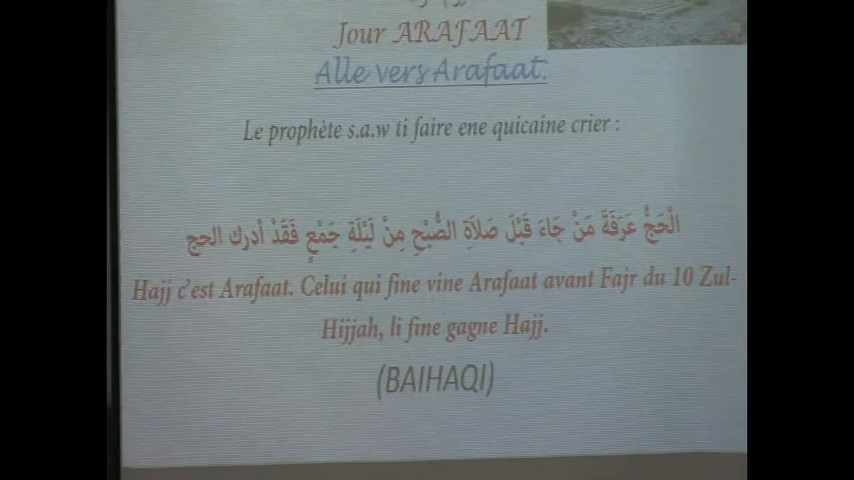 Jour ARAFAAT
Alle vers Arafaat.
Le prophète s.a.w ti faire ene quicaine crier :
الْحَجُّ عَرَفَةَ مَنْ جَاءَ قَبْلَ صَلَاةِ الصُّبْحِ مِنْ لَيْلَةِ جَمْعٍ فَقَدْ أدرك الحج
Hajj c'est Arafaat. Celui qui fine vine Arafaat avant Fajr du 10 Zul-
Hijjah, li fine gagne Hajj.
(BAIHAQI)